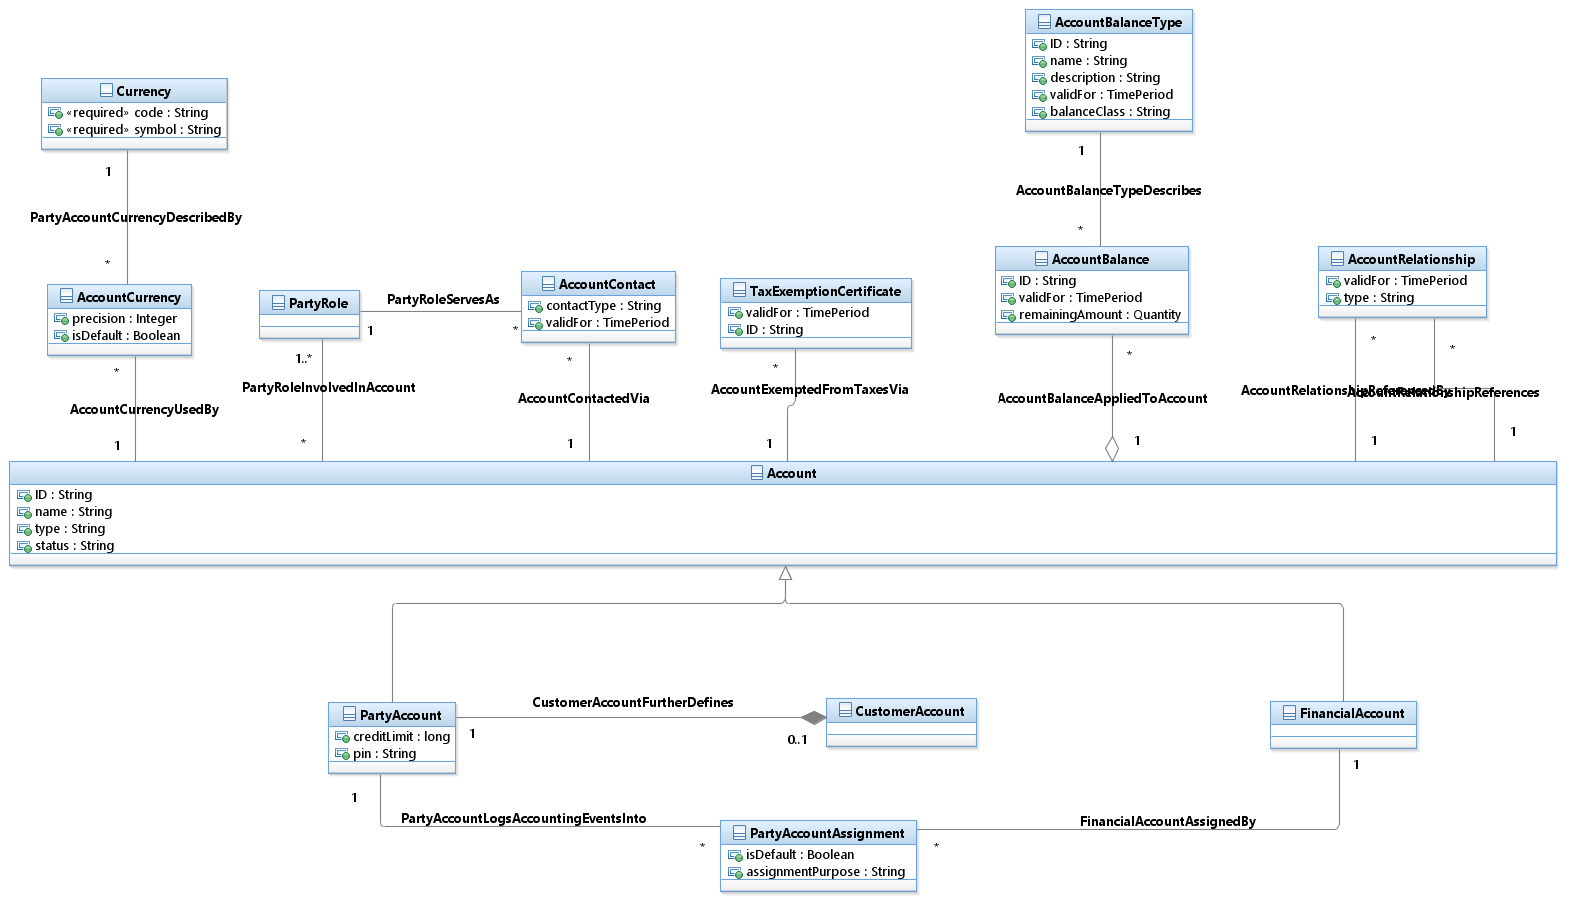 AccountBalanceType
ID : String
name : String
description : String
validFor : TimePeriod
balanceClass : String
Currency
«required» code : String
«required» symbol : String
1
1
AccountBalanceTypeDescribes
PartyAccountCurrencyDescribedBy
*
*
AccountBalance
ID : String
validFor : TimePeriod
remainingAmount : Quantity
AccountRelationship
validFor : TimePeriod
type : String
AccountCurrency
precision : Integer
isDefault : Boolean
PartyRole
PartyRoleServesAs
1
*
AccountContact
contactType : String
validFor : TimePeriod
TaxExemptionCertificate
validFor : TimePeriod
ID : String
*
1..*
*
*
*
*
*
PartyRoleInvolvedInAccount
AccountContactedVia
AccountExemptedFromTaxesVia
AccountBalanceAppliedToAccount
AccountRelationshipReferencedBy
AccountRelationshipReferences
AccountCurrencyUsedBy
1
*
1
1
1
1
1
Account
ID : String
name : String
type : String
status : String
PartyAccount
creditLimit : long
pin : String
CustomerAccountFurtherDefines
1
0..1
CustomerAccount
FinancialAccount
1
1
PartyAccountLogsAccountingEventsInto
FinancialAccountAssignedBy
*
*
PartyAccountAssignment
isDefault : Boolean
assignmentPurpose : String